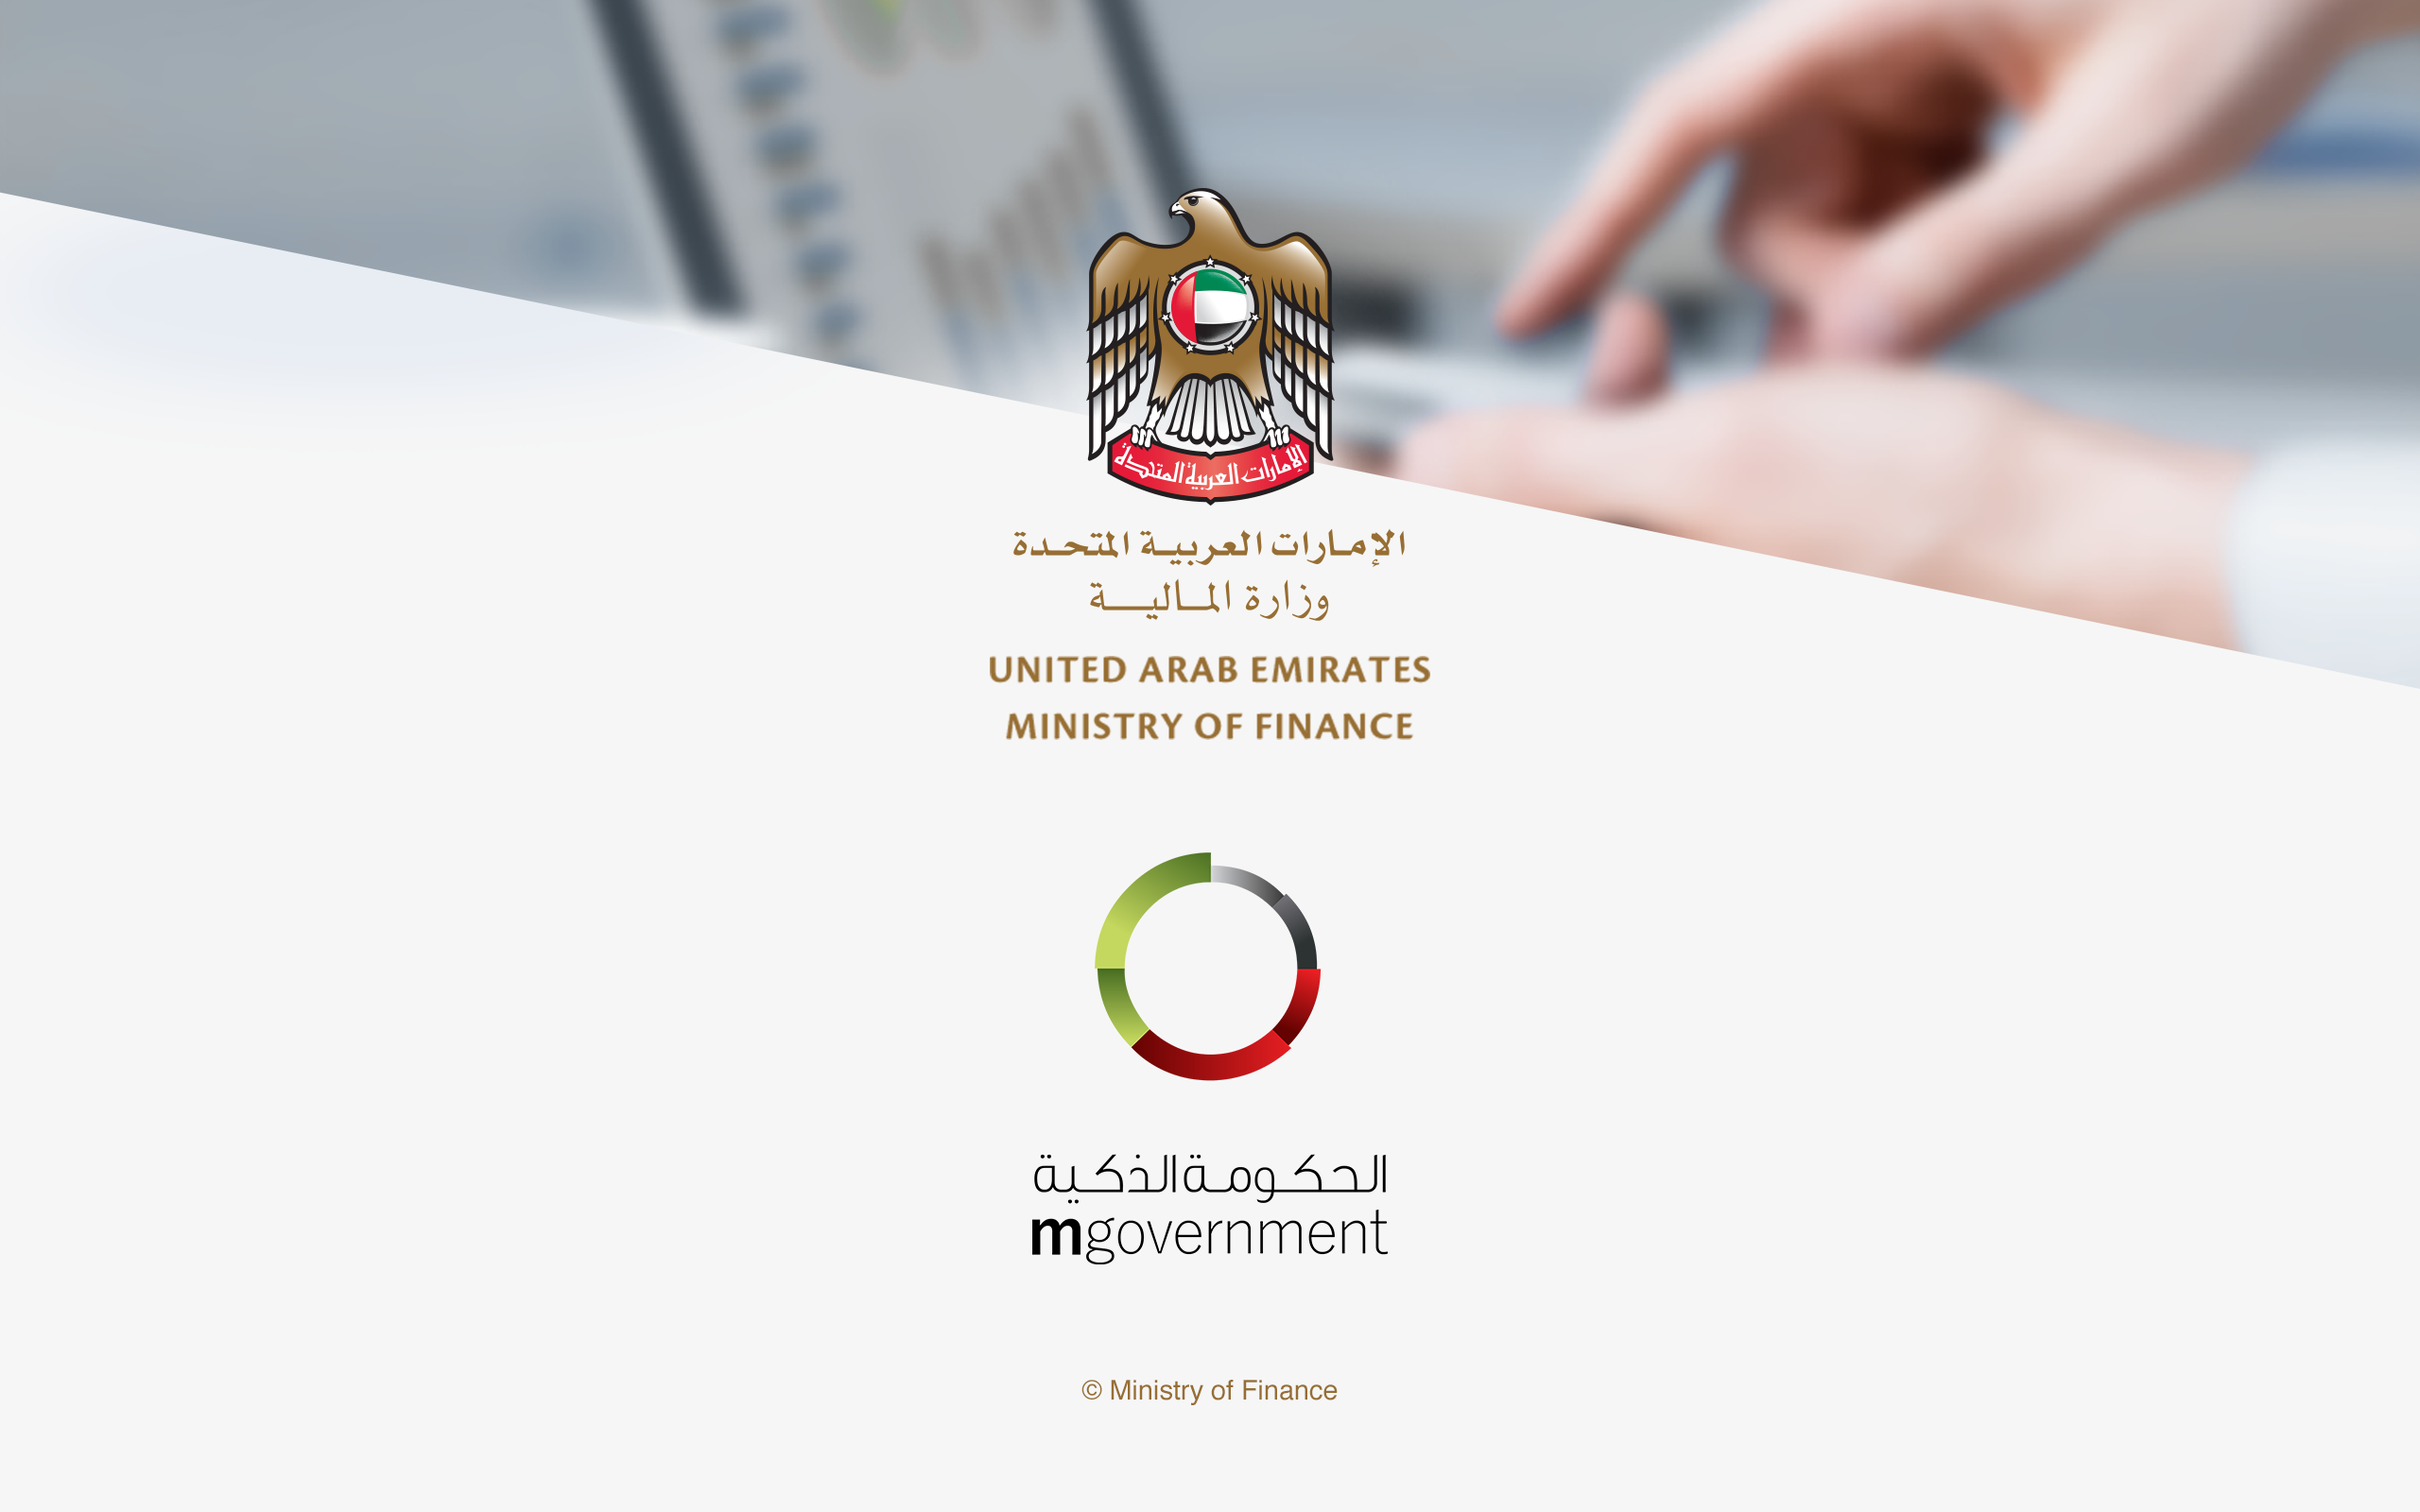 الإمارات العربية المتحدة
الإمارات العربية المتحدة
وزارة المالية
UNITED ARAB EMIRATES
MINISTRY OF FINANCE
الحكومة الذكية
mgovernment
© Ministry of Finance